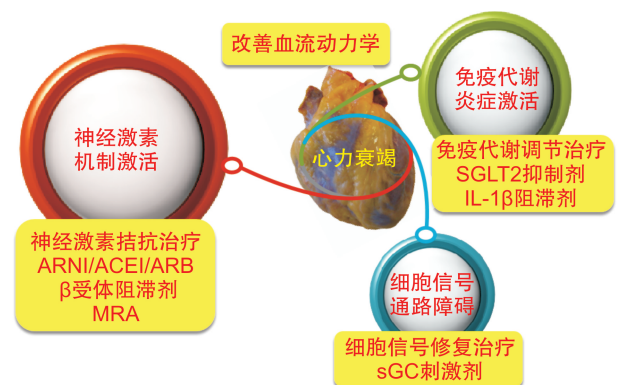 改善血流动力学
神经激素
机制激活
心力衰竭
免疫代谢
炎症激活
免疫代谢调节治疗
SGLT2抑制剂
IL-1β阻滞剂
神经激素拮抗治疗
ARNI/ACEI/ARB
β受体阻滞剂
MRA
细胞信号
通路障碍
细胞信号修复治疗
sGC刺激剂